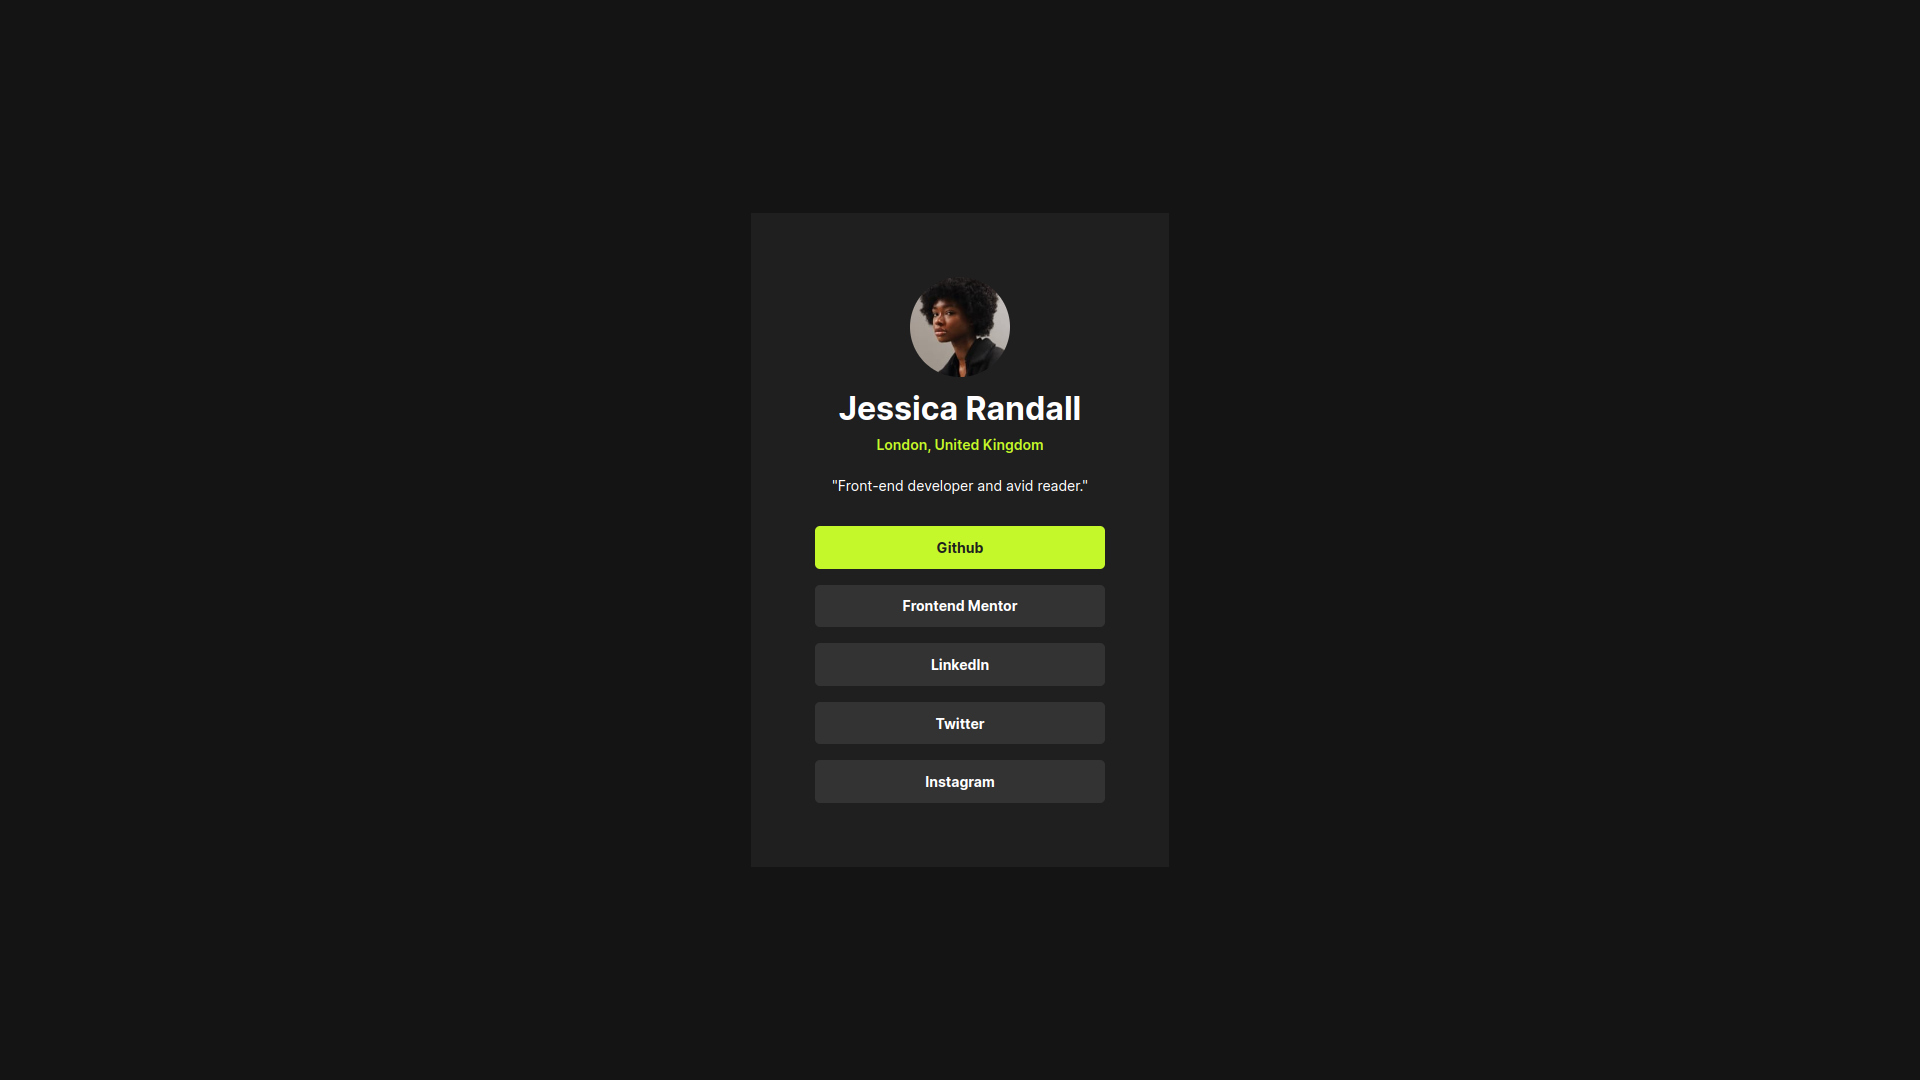 Jessica Randall
London, United Kingdom
"Front-end developer and avid reader."
Github
Frontend Mentor
LinkedIn
Twitter
Instagram